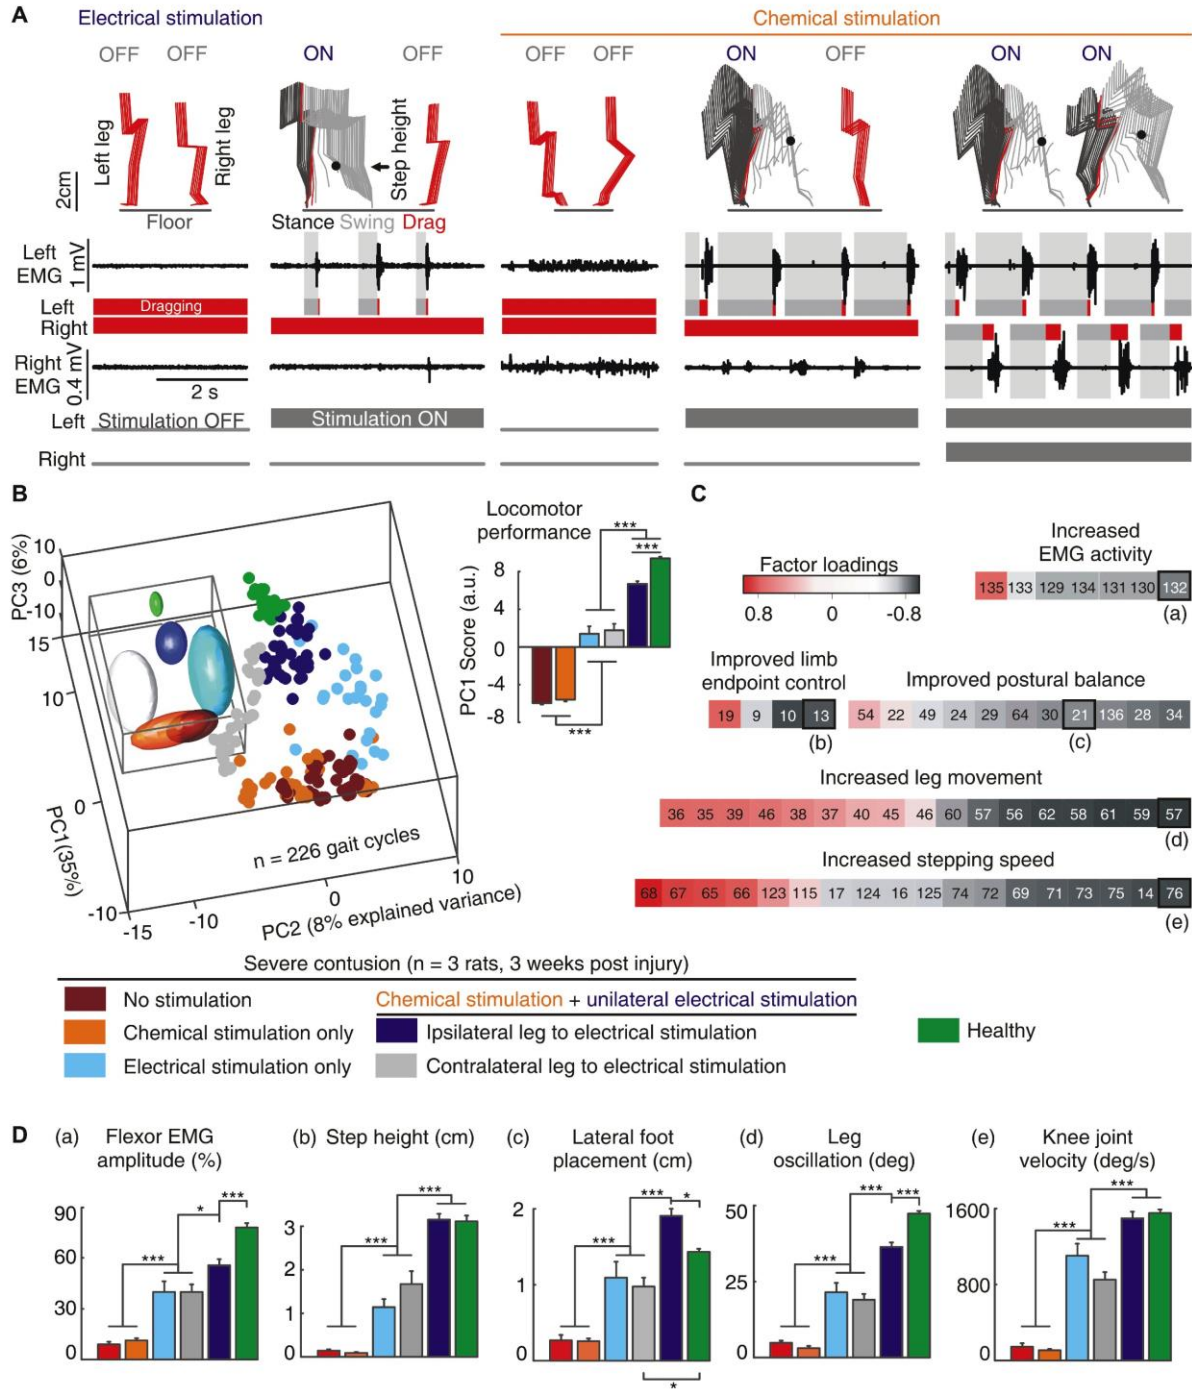 A
Electrical stimulation
Chemical stimulation
OFF OFF ON OFF OFF OFF ON OFF ON ON
Left leg
Right leg
Step height
2cm
Floor
Stance Swing Drag
Left EMG
1 mV
Left
Dragging
Right
Right EMG
0.4 mV
2 s
Left
Stimulation OFF
Stimulation ON
Right
B
PC3 (6%)
10
0
-10
15
10
0
-10
PC1(35%)
-15
-10
0
10
PC2 (8% explained variance)
n = 226 gait cycles
Locomotor
performance
PC1 Score (a.u.)
8
4
0
-4
-8
***
***
***
C
Factor loadings
0.8 0 -0.8
Increased
EMG activity
135 133 129 134 131 130 132
(a)
Improved limb
endpoint control
19 9 10 13
(b)
Improved postural balance
54 22 49 24 29 64 30 21 136 28 34
(c)
Increased leg movement
36 35 39 46 38 37 40 45 46 60 57 56 62 58 61 59 57
(d)
Increased stepping speed
68 67 65 66 123 115 17 124 16 125 74 72 69 71 73 75 14 76
(e)
Severe contusion (n = 3 rats, 3 weeks post injury)
No stimulation
Chemical stimulation only
Electrical stimulation only
Chemical stimulation + unilateral electrical stimulation
Ipsilateral leg to electrical stimulation
Contralateral leg to electrical stimulation
Healthy
D
(a) Flexor EMG
amplitude (%)
90
60
30
0
***
*
***
(b) Step height (cm)
3
2
1
0
***
***
(c) Lateral foot
placement (cm)
2
1
0
***
***
*
*
(d) Leg
oscillation (deg)
50
25
0
***
***
***
(e) Knee joint
velocity (deg/s)
1600
800
0
***
***